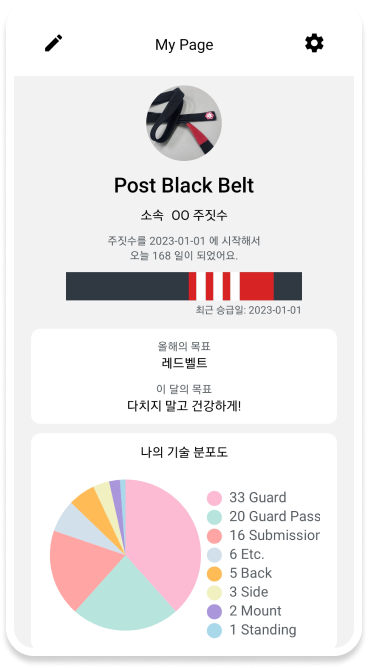 My Page
Post Black Belt
소속 OO 주짓수
주짓수를 2023-01-01 에 시작해서
오늘 168 일이 되었어요.
최근 승급일: 2023-01-01
올해의 목표
레드벨트
이 달의 목표
다치지 말고 건강하게!
나의 기술 분포도
33 Guard
20 Guard Pass
16 Submission
6 Etc.
5 Back
3 Side
2 Mount
1 Standing